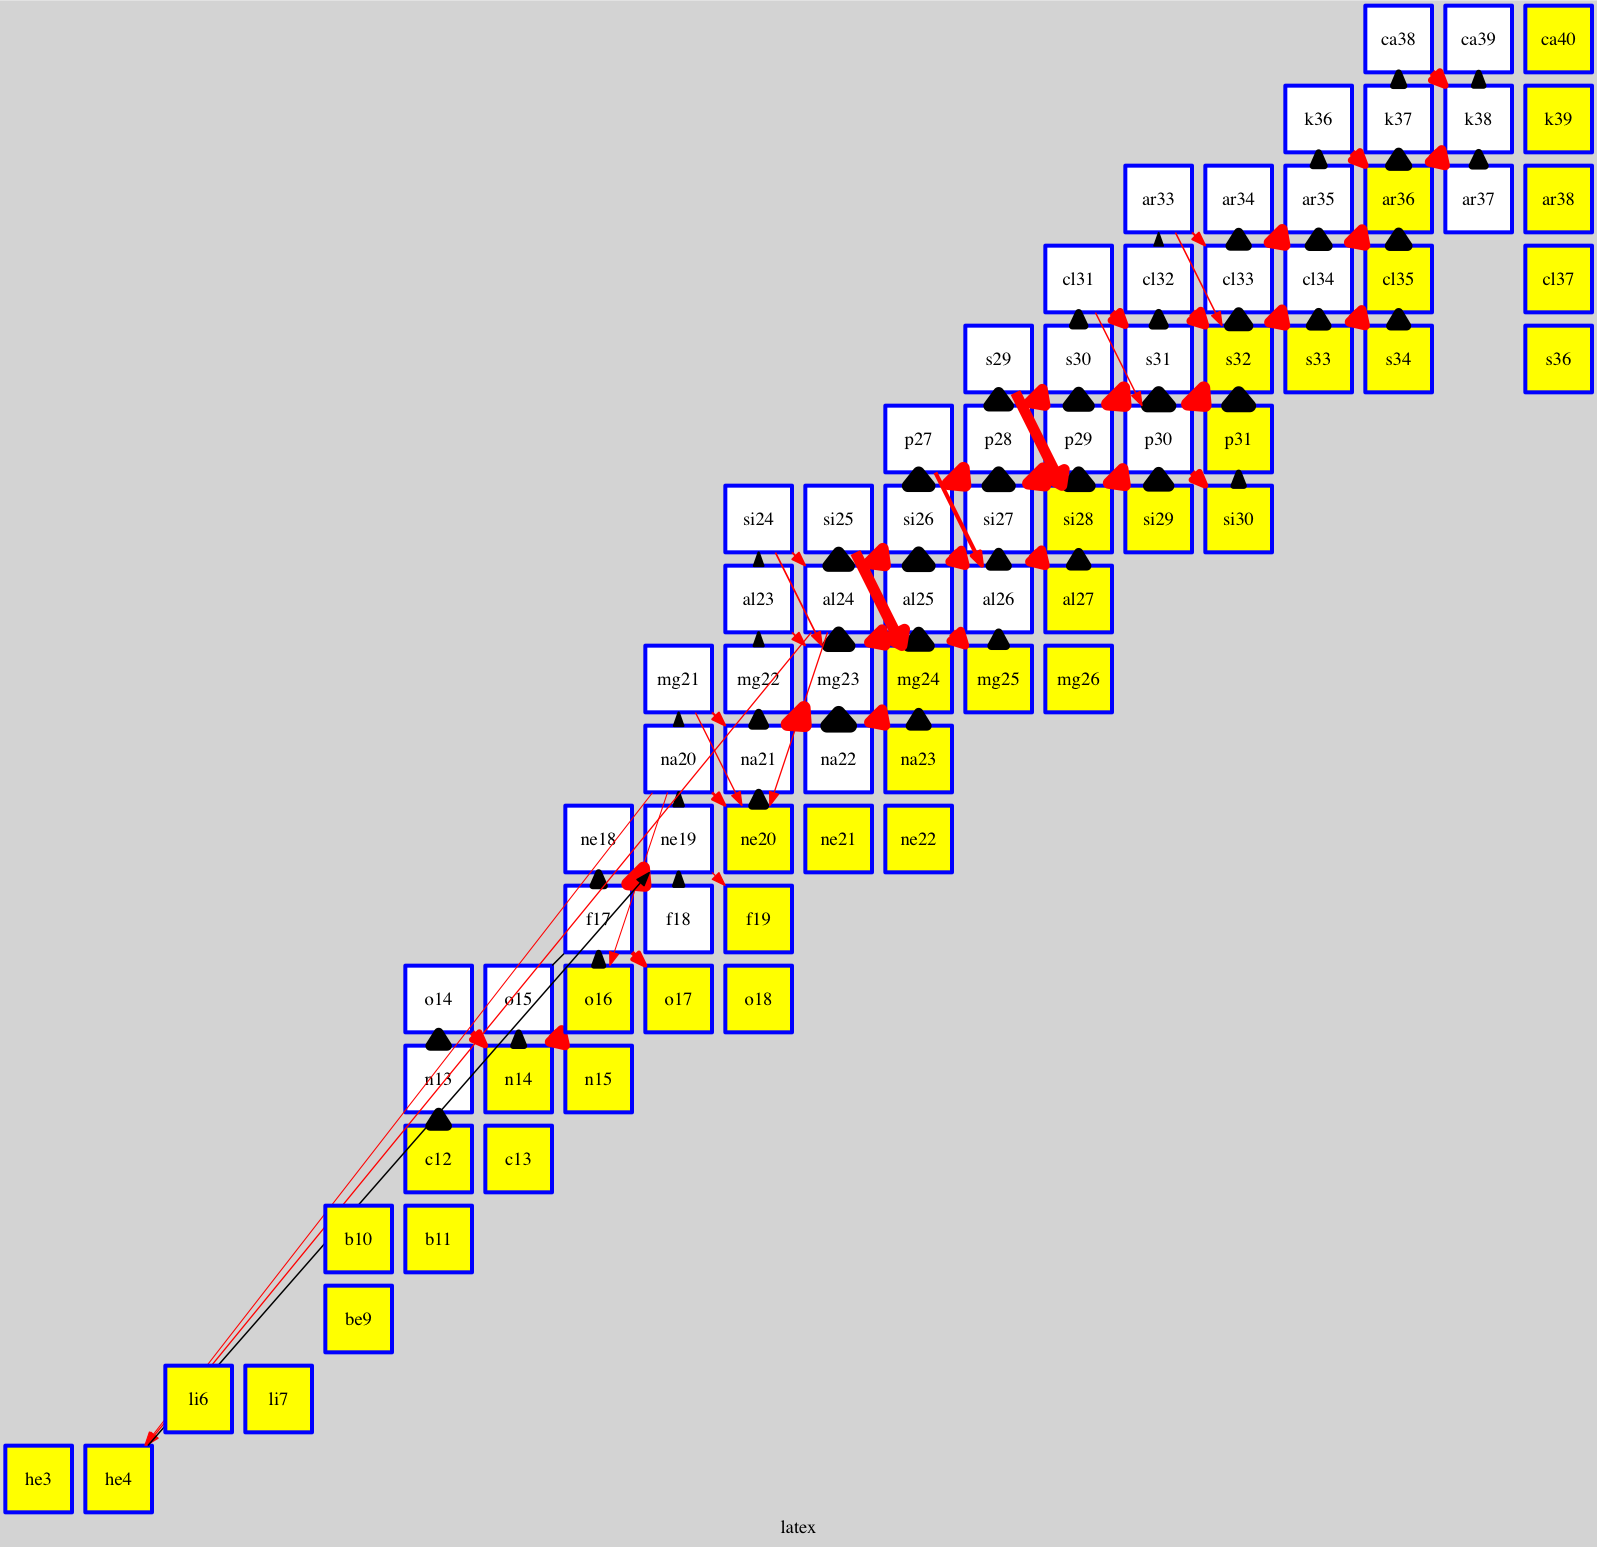 ca38 ca39 ca40
k36 k37 k38 k39
ar33 ar34 ar35 ar36 ar37 ar38
cl31 cl32 cl33 cl34 cl35 cl37
s29 s30 s31 s32 s33 s34 s36
p27 p28 p29 p30 p31
si24 si25 si26 si27 si28 si29 si30
al23 al24 al25 al26 al27
mg21 mg22 mg23 mg24 mg25 mg26
na20 na21 na22 na23
ne18 ne19 ne20 ne21 ne22
f17 f18 f19
o14 o15 o16 o17 o18
n13 n14 n15
c12 c13
b10 b11
be9
li6 li7
he3 he4
latex